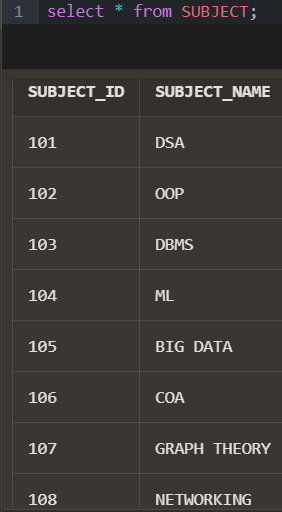 1 select * from SUBJECT;
SUBJECT_ID SUBJECT_NAME
101 DSA
102 OOP
103 DBMS
104 ML
105 BIG DATA
106 COA
107 GRAPH THEORY
108 NETWORKING